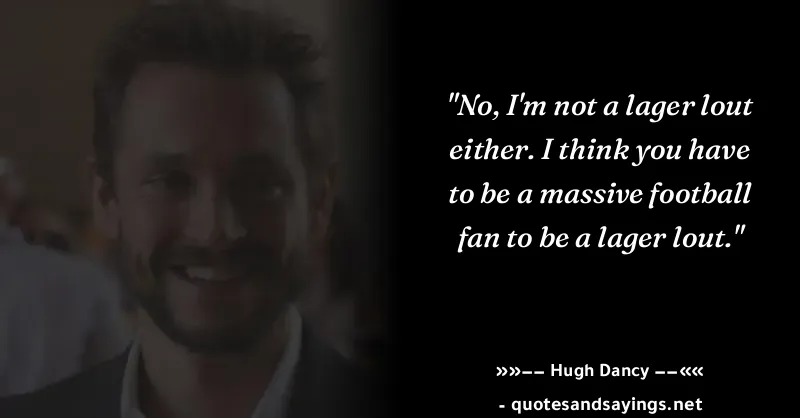 "No, I'm not a lager lout
either. I think you have
to be a massive football
fan to be a lager lout."
»»–– Hugh Dancy ––««
- quotesandsayings.net